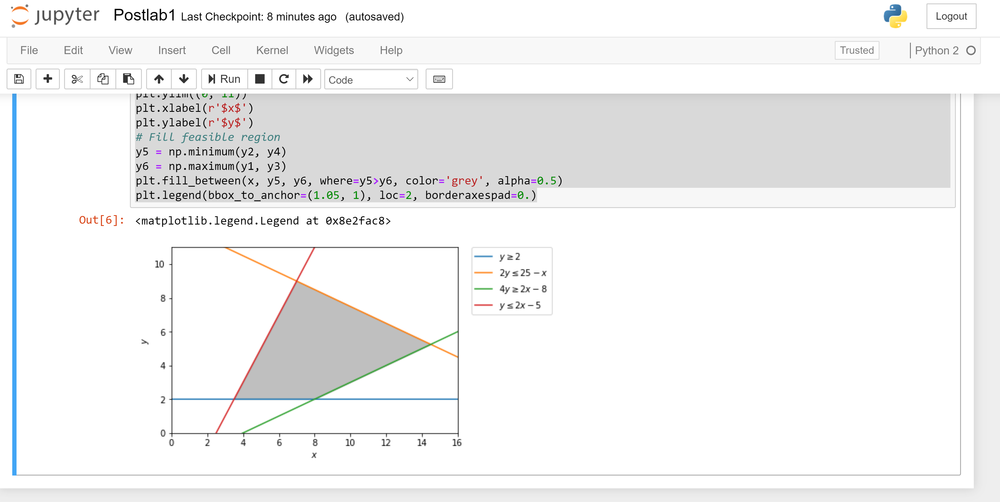 jupyter Postlab1 Last Checkpoint: 8 minutes ago (autosaved) Logout
File Edit View Insert Cell Kernel Widgets Help Trusted Python 2
Run Code
plt.ylim((0, 11))
plt.xlabel(r'$x$')
plt.ylabel(r'$y$')
# Fill feasible region
y5 = np.minimum(y2, y4)
y6 = np.maximum(y1, y3)
plt.fill_between(x, y5, y6, where=y5>y6, color='grey', alpha=0.5)
plt.legend(bbox_to_anchor=(1.05, 1), loc=2, borderaxespad=0.)
Out[6]: <matplotlib.legend.Legend at 0x8e2fac8>
y ≥ 2
2y ≤ 25 − x
4y ≥ 2x − 8
y ≤ 2x − 5
10
8
6
4
2
0
y
0 2 4 6 8 10 12 14 16
x